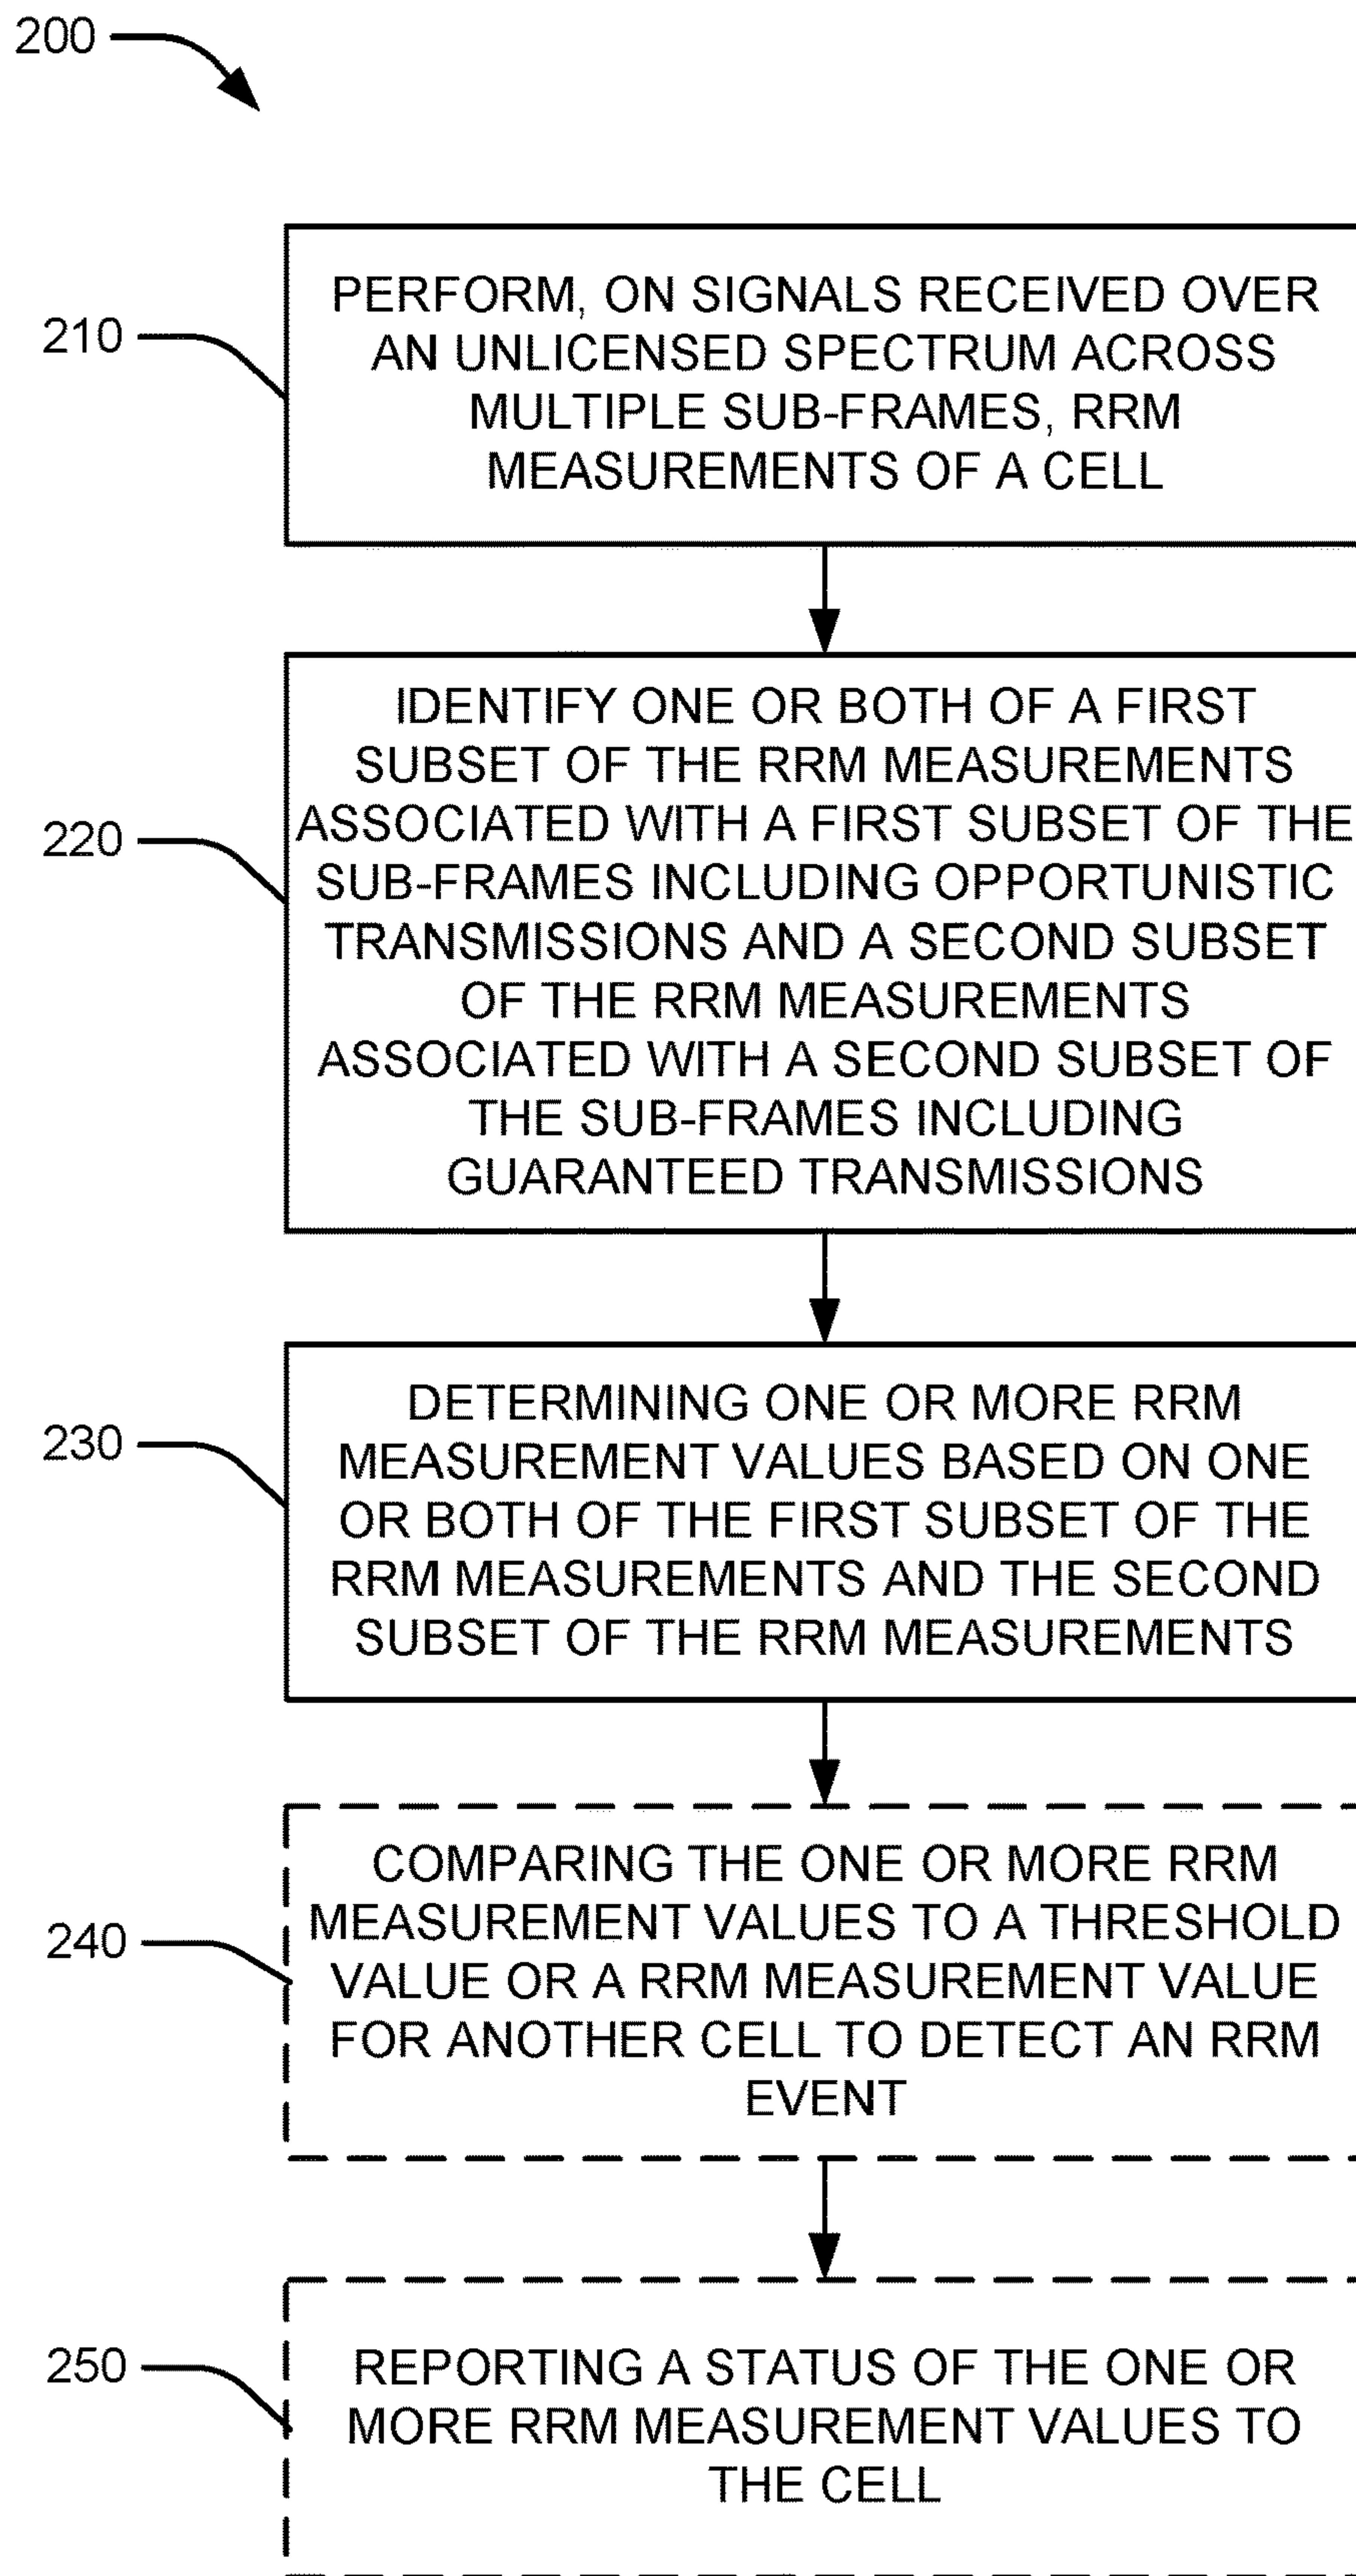 200
210
PERFORM, ON SIGNALS RECEIVED OVER
AN UNLICENSED SPECTRUM ACROSS
MULTIPLE SUB-FRAMES, RRM
MEASUREMENTS OF A CELL
220
IDENTIFY ONE OR BOTH OF A FIRST
SUBSET OF THE RRM MEASUREMENTS
ASSOCIATED WITH A FIRST SUBSET OF THE
SUB-FRAMES INCLUDING OPPORTUNISTIC
TRANSMISSIONS AND A SECOND SUBSET
OF THE RRM MEASUREMENTS
ASSOCIATED WITH A SECOND SUBSET OF
THE SUB-FRAMES INCLUDING
GUARANTEED TRANSMISSIONS
230
DETERMINING ONE OR MORE RRM
MEASUREMENT VALUES BASED ON ONE
OR BOTH OF THE FIRST SUBSET OF THE
RRM MEASUREMENTS AND THE SECOND
SUBSET OF THE RRM MEASUREMENTS
240
COMPARING THE ONE OR MORE RRM
MEASUREMENT VALUES TO A THRESHOLD
VALUE OR A RRM MEASUREMENT VALUE
FOR ANOTHER CELL TO DETECT AN RRM
EVENT
250
REPORTING A STATUS OF THE ONE OR
MORE RRM MEASUREMENT VALUES TO
THE CELL